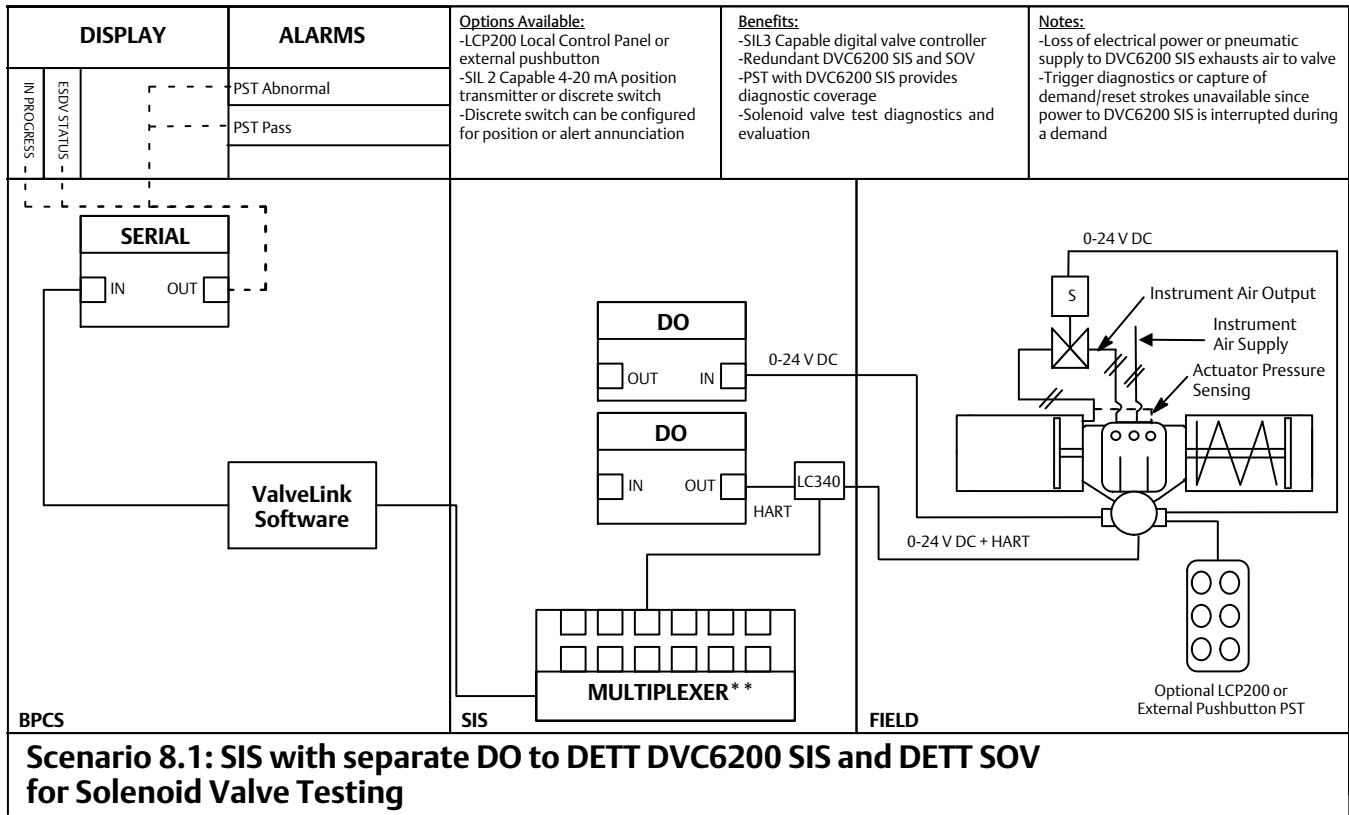 DISPLAY
ALARMS
IN PROGRESS
ESDV STATUS
PST Abnormal
PST Pass
Options Available:
-LCP200 Local Control Panel or
external pushbutton
-SIL 2 Capable 4-20 mA position
transmitter or discrete switch
-Discrete switch can be configured
for position or alert annunciation
Benefits:
-SIL3 Capable digital valve controller
-Redundant DVC6200 SIS and SOV
-PST with DVC6200 SIS provides
diagnostic coverage
-Solenoid valve test diagnostics and
evaluation
Notes:
-Loss of electrical power or pneumatic
supply to DVC6200 SIS exhausts air to valve
-Trigger diagnostics or capture of
demand/reset strokes unavailable since
power to DVC6200 SIS is interrupted during
a demand
SERIAL
IN OUT
ValveLink
Software
BPCS
DO
OUT IN
0-24 V DC
DO
IN OUT
LC340
HART
MULTIPLEXER**
SIS
0-24 V DC
S
Instrument Air Output
Instrument
Air Supply
Actuator Pressure
Sensing
0-24 V DC + HART
Optional LCP200 or
External Pushbutton PST
FIELD
Scenario 8.1: SIS with separate DO to DETT DVC6200 SIS and DETT SOV
for Solenoid Valve Testing